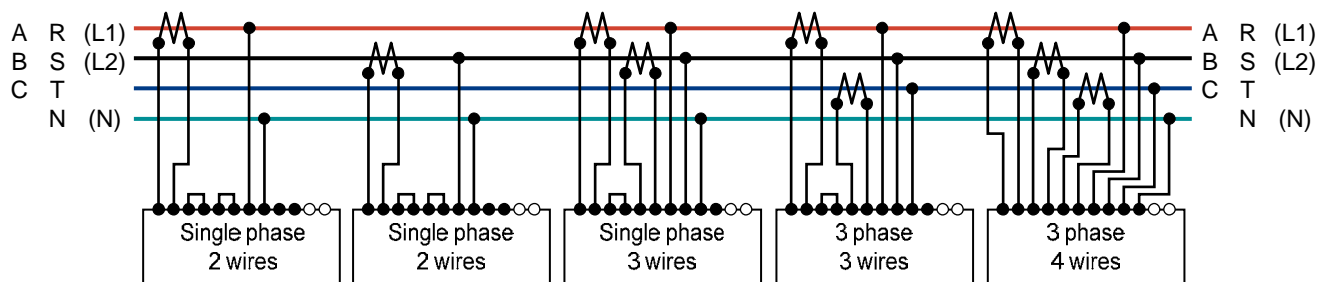 A R (L1)
B S (L2)
C T
N (N)
A R (L1)
B S (L2)
C T
N (N)
Single phase
2 wires
Single phase
2 wires
Single phase
3 wires
3 phase
3 wires
3 phase
4 wires